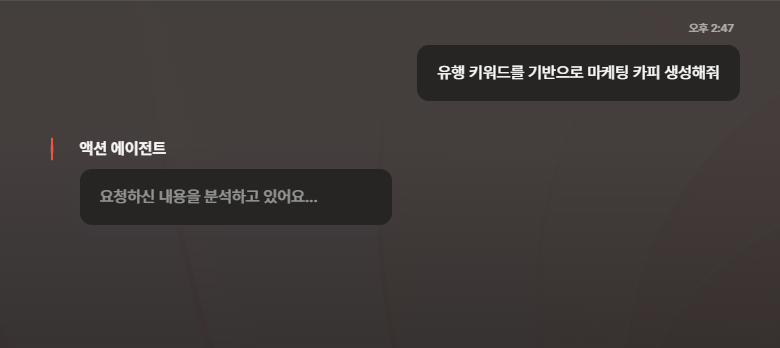 오후 2:47
유행 키워드를 기반으로 마케팅 카피 생성해줘
액션 에이전트
요청하신 내용을 분석하고 있어요...